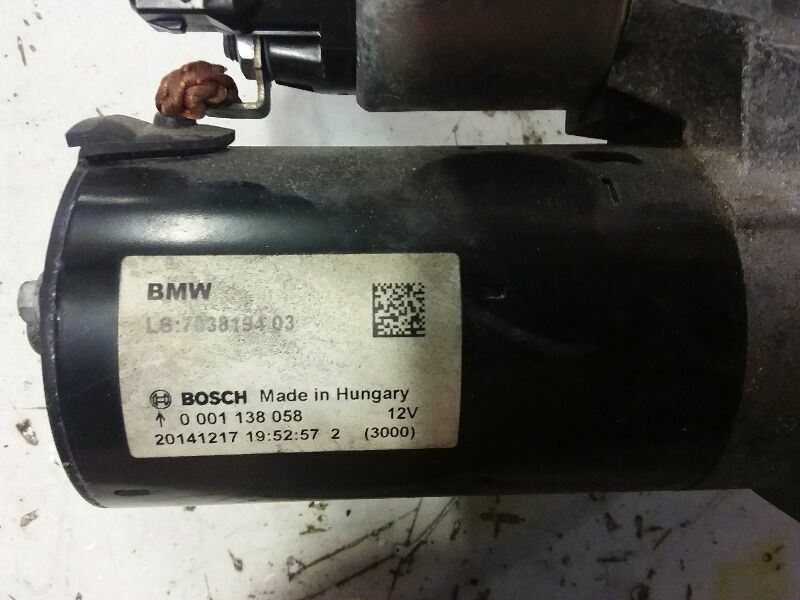 BMW
LS:7638194 03
BOSCH Made in Hungary
0 001 138 058 12V
20141217 19:52:57 2 (3000)